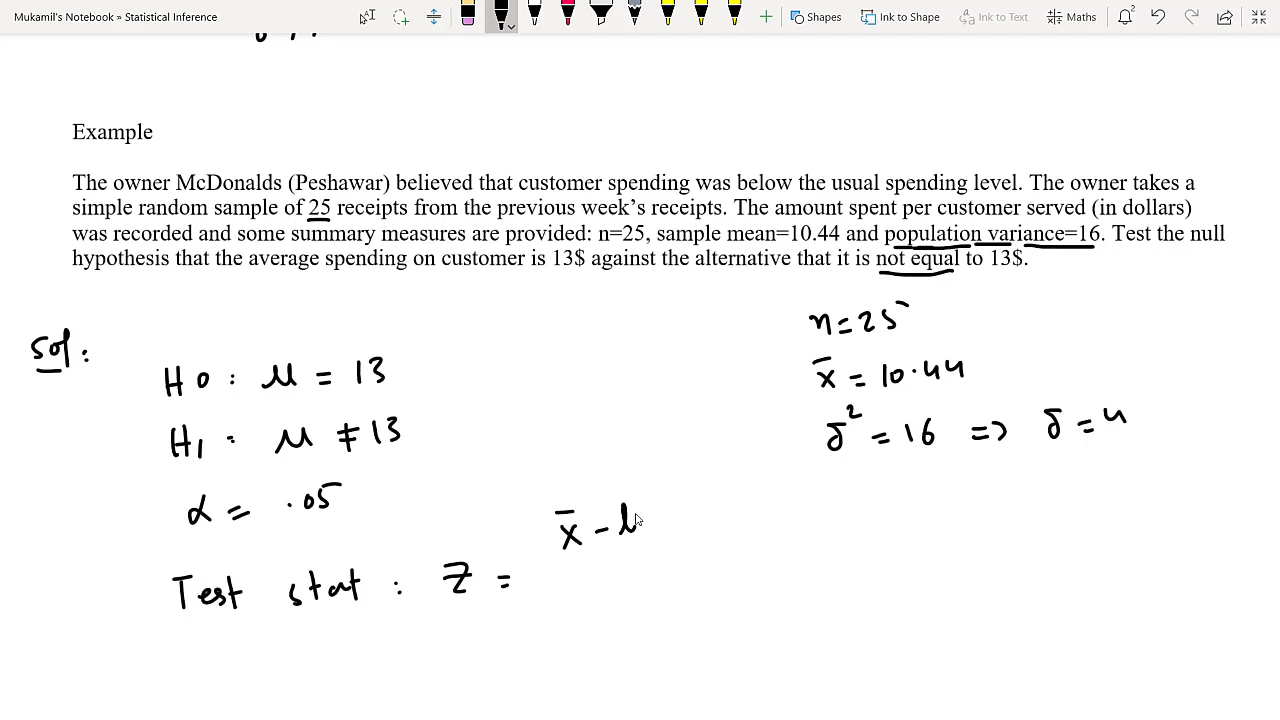 Mukamil's Notebook » Statistical Inference
Shapes
Ink to Shape
Ink to Text
Maths
Example
The owner McDonalds (Peshawar) believed that customer spending was below the usual spending level. The owner takes a
simple random sample of 25 receipts from the previous week's receipts. The amount spent per customer served (in dollars)
was recorded and some summary measures are provided: n=25, sample mean=10.44 and population variance=16. Test the null
hypothesis that the average spending on customer is 13$ against the alternative that it is not equal to 13$.
Sol:
H0 : μ = 13
H1 : μ ≠ 13
α = .05
Test stat : Z =
x̄ -
n=25
x̄ = 10.44
σ² = 16 => σ = 4